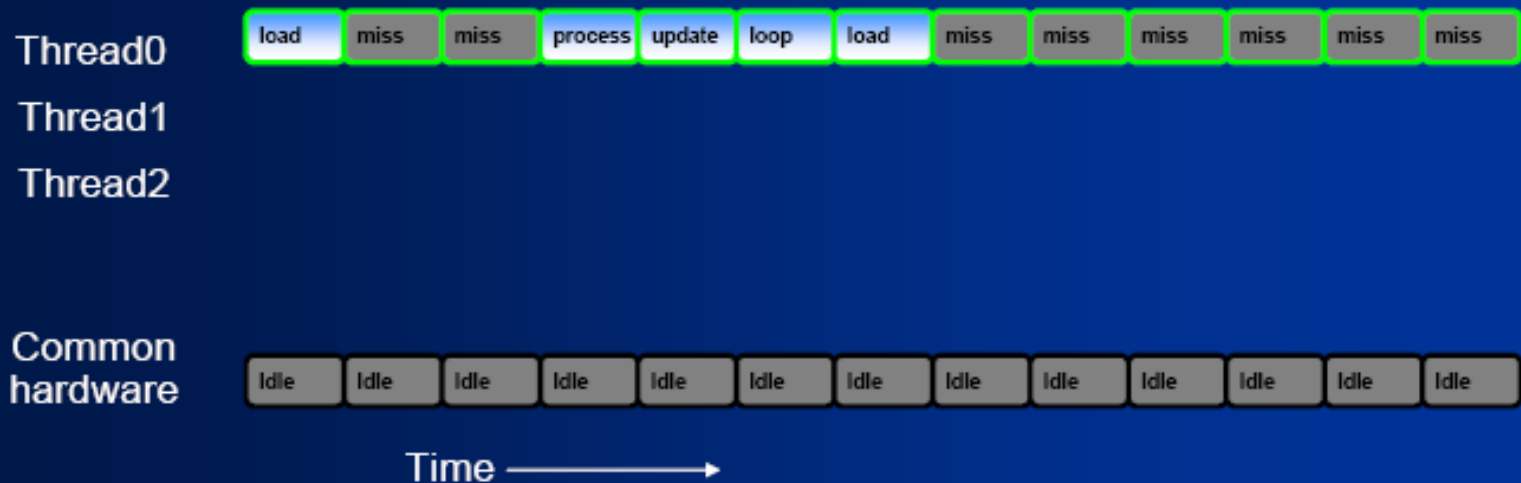 Thread0 load miss miss process update loop load miss miss miss miss miss miss
Thread1
Thread2
Common
hardware
Idle Idle Idle Idle Idle Idle Idle Idle Idle Idle Idle Idle Idle
Time